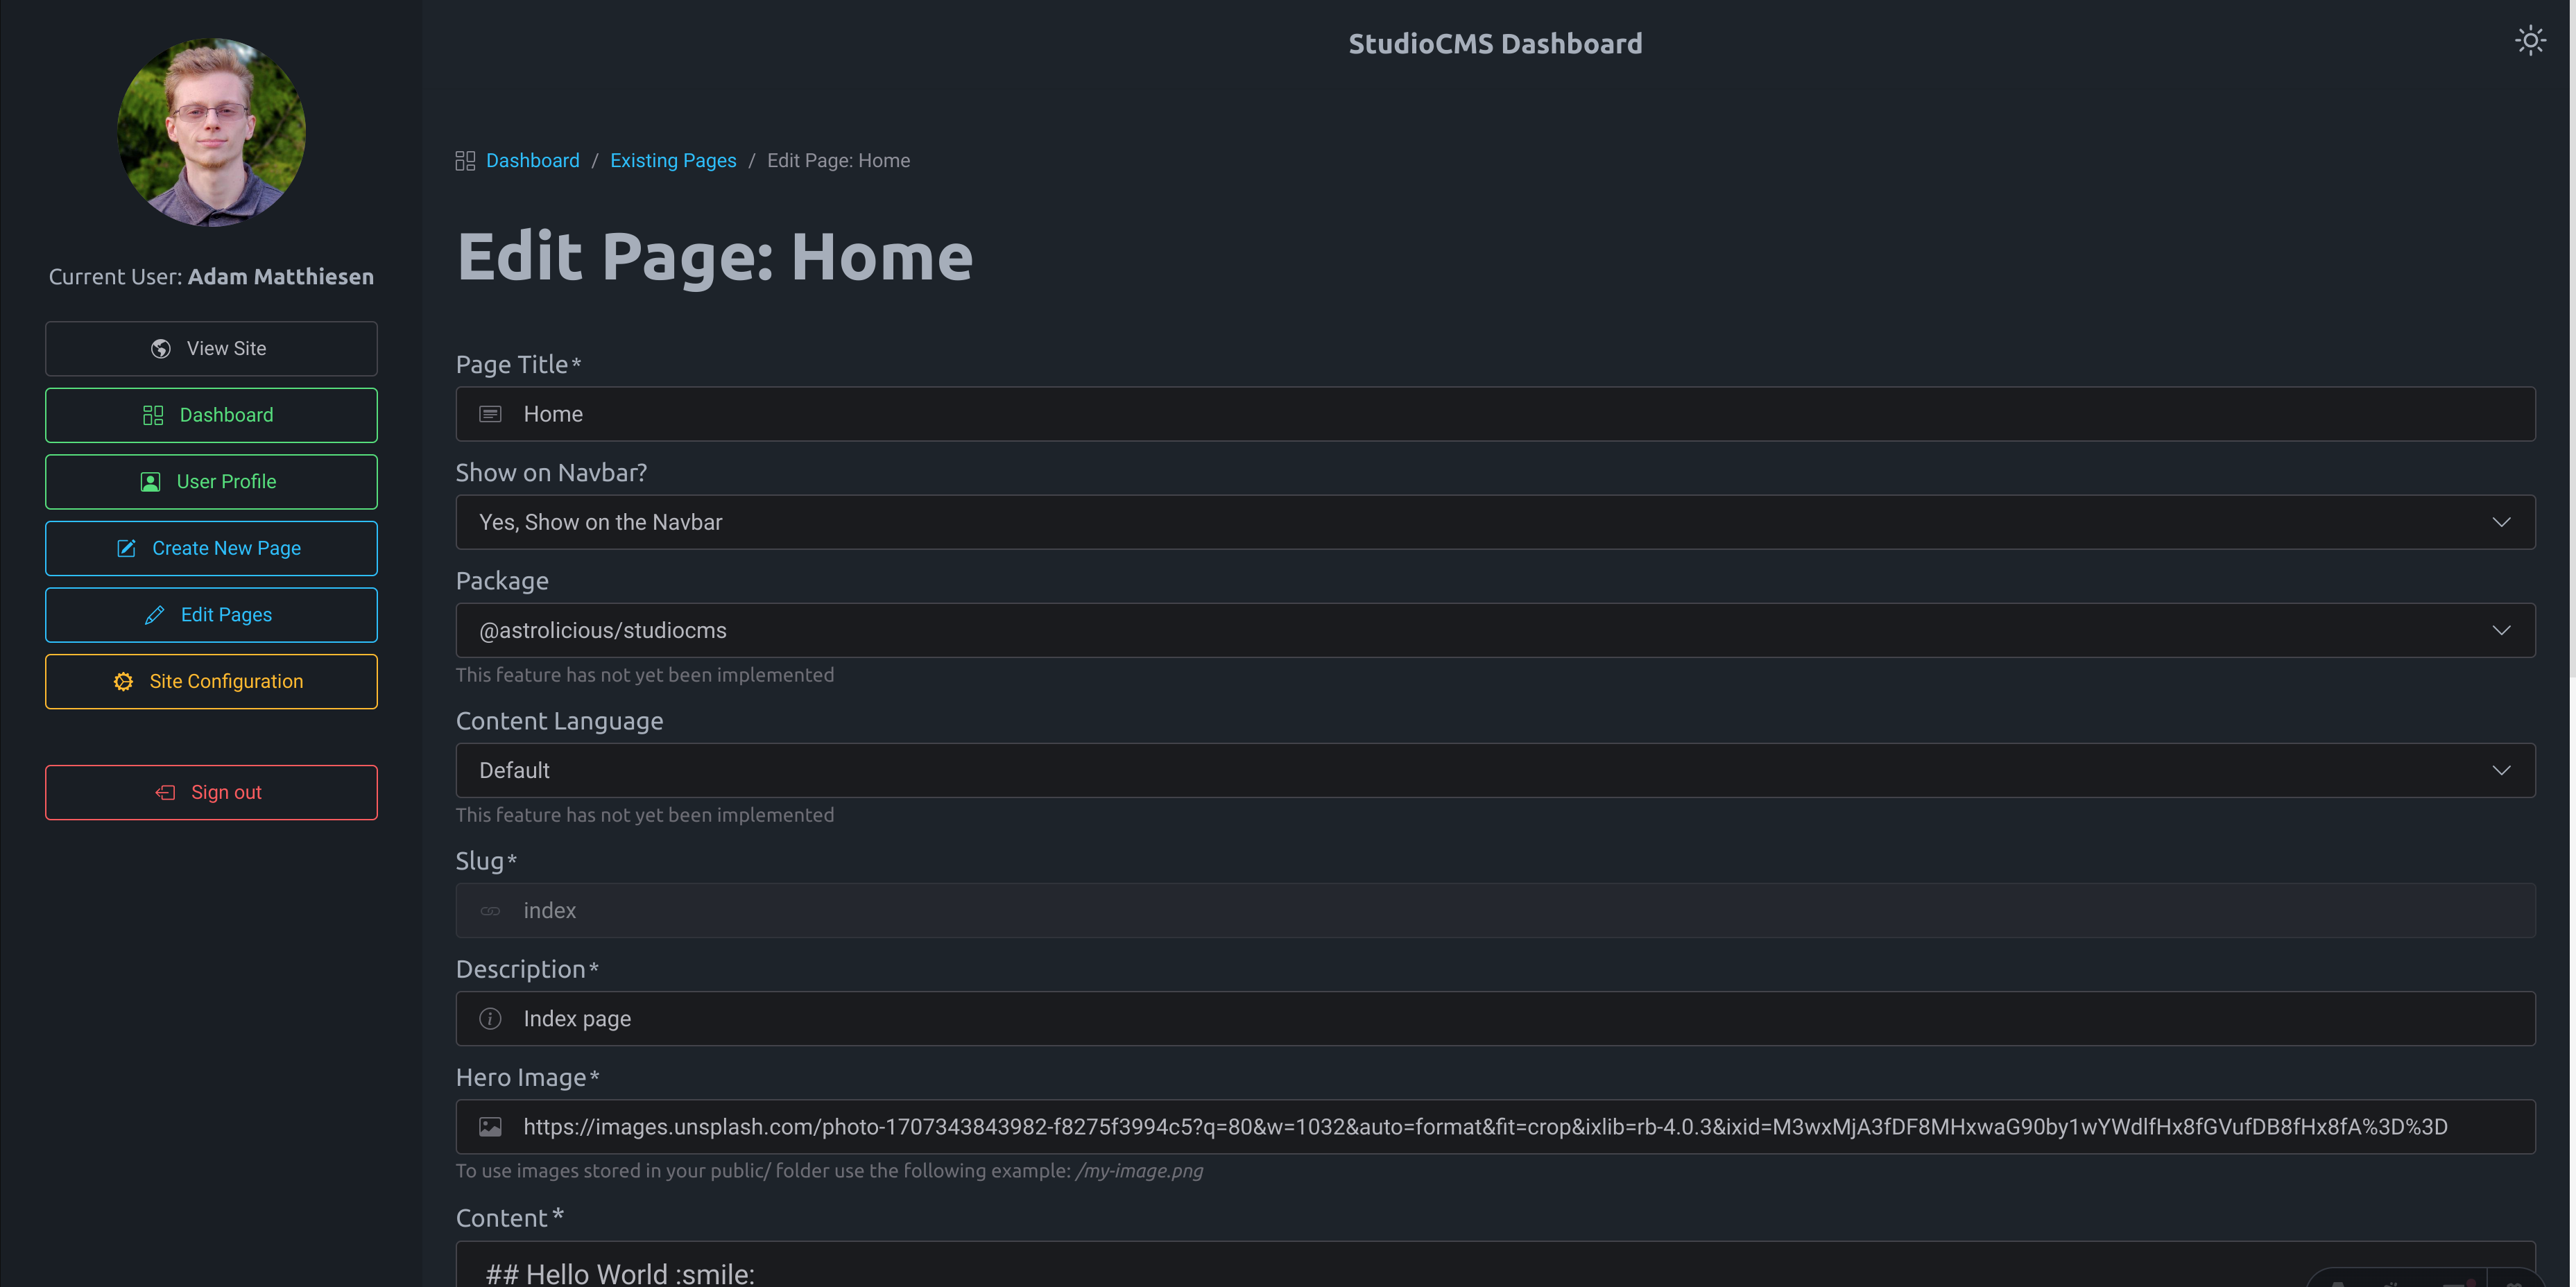 StudioCMS Dashboard
Current User: Adam Matthiesen
View Site
Dashboard
User Profile
Create New Page
Edit Pages
Site Configuration
Sign out
Dashboard / Existing Pages / Edit Page: Home
Edit Page: Home
Page Title*
Home
Show on Navbar?
Yes, Show on the Navbar
Package
@astrolicious/studiocms
This feature has not yet been implemented
Content Language
Default
This feature has not yet been implemented
Slug*
index
Description*
Index page
Hero Image*
https://images.unsplash.com/photo-1707343843982-f8275f3994c5?q=80&w=1032&auto=format&fit=crop&ixlib=rb-4.0.3&ixid=M3wxMjA3fDF8MHxwaG90by1wYWdlfHx8fGVufDB8fHx8fA%3D%3D
To use images stored in your public/ folder use the following example: /my-image.png
Content*
## Hello World :smile: